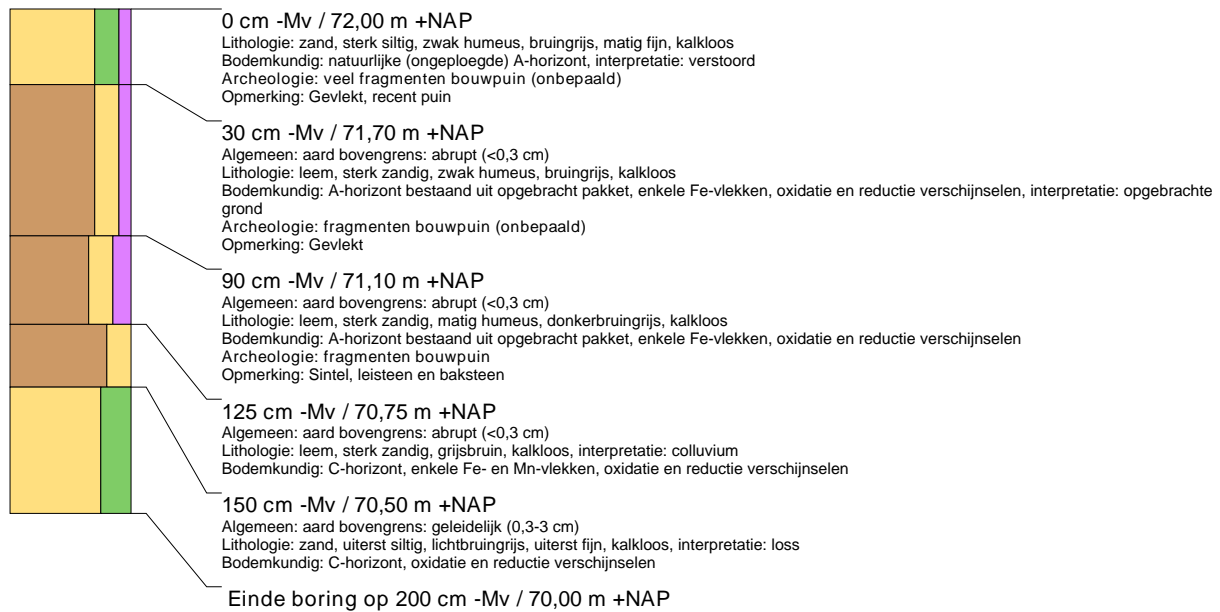 0 cm -Mv / 72,00 m +NAP
Lithologie: zand, sterk siltig, zwak humeus, bruingrijs, matig fijn, kalkloos
Bodemkundig: natuurlijke (ongeploegde) A-horizont, interpretatie: verstoord
Archeologie: veel fragmenten bouwpuin (onbepaald)
Opmerking: Gevlekt, recent puin
30 cm -Mv / 71,70 m +NAP
Algemeen: aard bovengrens: abrupt (<0,3 cm)
Lithologie: leem, sterk zandig, zwak humeus, bruingrijs, kalkloos
Bodemkundig: A-horizont bestaand uit opgebracht pakket, enkele Fe-vlekken, oxidatie en reductie verschijnselen, interpretatie: opgebrachte
grond
Archeologie: fragmenten bouwpuin (onbepaald)
Opmerking: Gevlekt
90 cm -Mv / 71,10 m +NAP
Algemeen: aard bovengrens: abrupt (<0,3 cm)
Lithologie: leem, sterk zandig, matig humeus, donkerbruingrijs, kalkloos
Bodemkundig: A-horizont bestaand uit opgebracht pakket, enkele Fe-vlekken, oxidatie en reductie verschijnselen
Archeologie: fragmenten bouwpuin
Opmerking: Sintel, leisteen en baksteen
125 cm -Mv / 70,75 m +NAP
Algemeen: aard bovengrens: abrupt (<0,3 cm)
Lithologie: leem, sterk zandig, grijsbruin, kalkloos, interpretatie: colluvium
Bodemkundig: C-horizont, enkele Fe- en Mn-vlekken, oxidatie en reductie verschijnselen
150 cm -Mv / 70,50 m +NAP
Algemeen: aard bovengrens: geleidelijk (0,3-3 cm)
Lithologie: zand, uiterst siltig, lichtbruingrijs, uiterst fijn, kalkloos, interpretatie: loss
Bodemkundig: C-horizont, oxidatie en reductie verschijnselen
Einde boring op 200 cm -Mv / 70,00 m +NAP